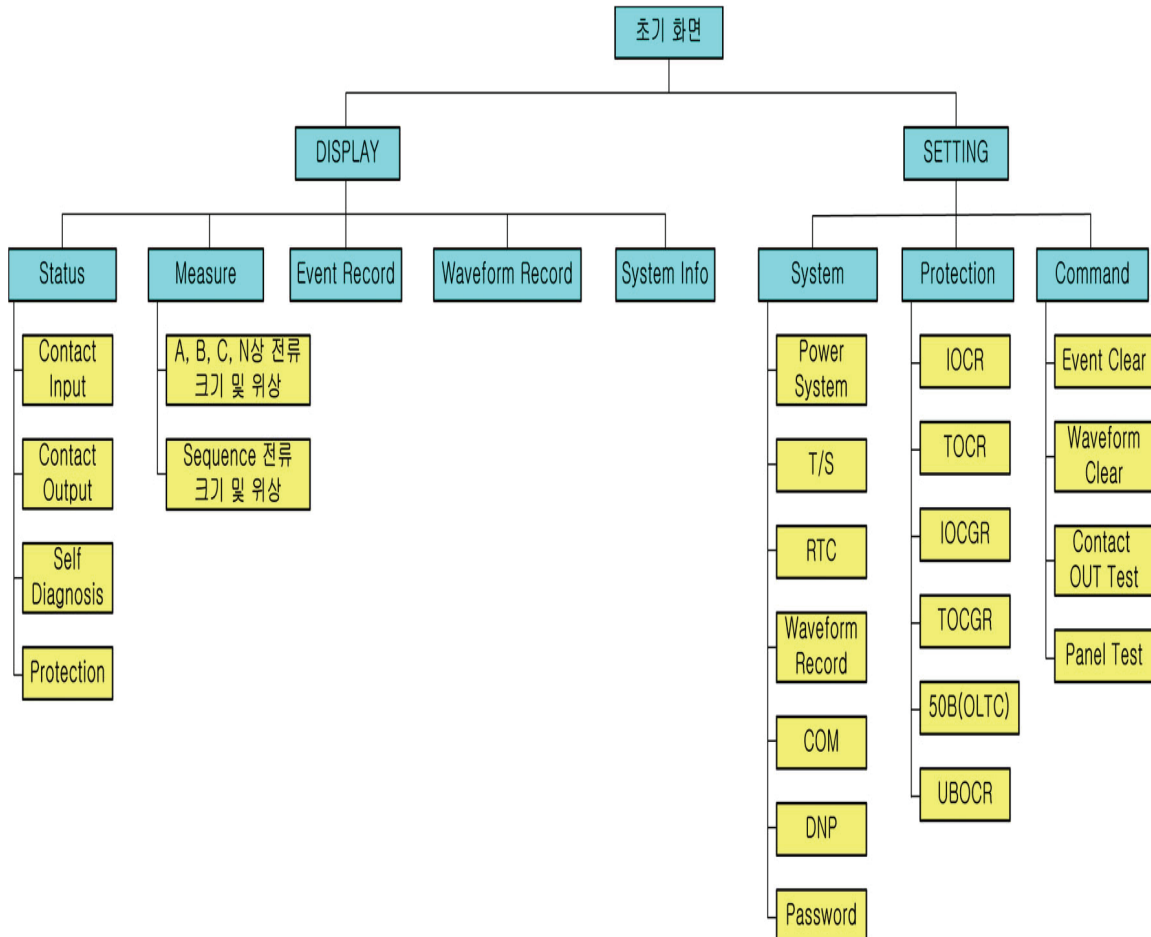 초기 화면
DISPLAY
SETTING
Status
Measure
Event Record
Waveform Record
System Info
System
Protection
Command
Contact
Input
Contact
Output
Self
Diagnosis
Protection
A, B, C, N상 전류
크기 및 위상
Sequence 전류
크기 및 위상
Power
System
T/S
RTC
Waveform
Record
COM
DNP
Password
IOCR
TOCR
IOCGR
TOCGR
50B(OLTC)
UBOCR
Event Clear
Waveform
Clear
Contact
OUT Test
Panel Test